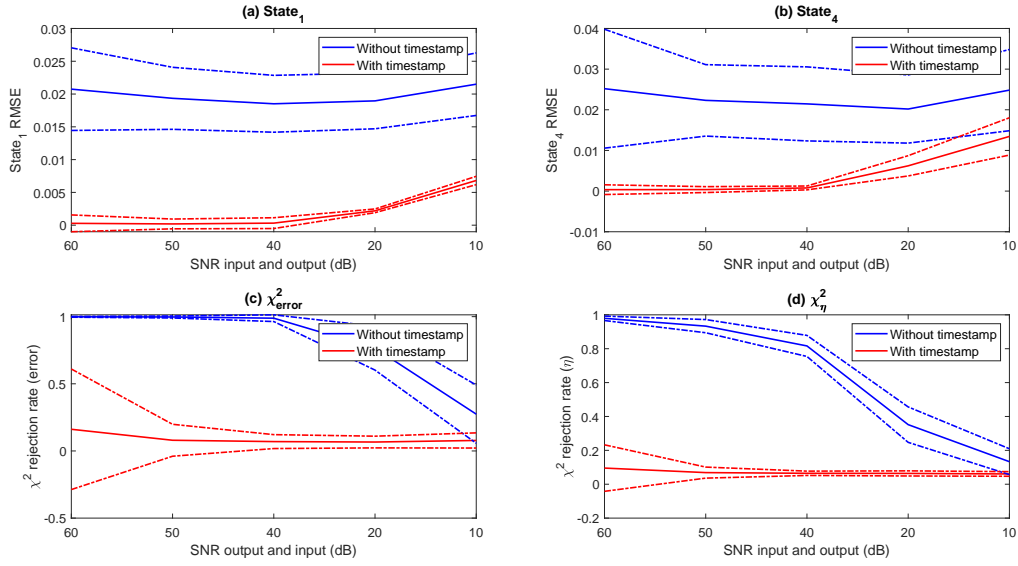 (a) State₁
0.03
0.025
0.02
0.015
0.01
0.005
0
State₁ RMSE
Without timestamp
With timestamp
60
50
40
20
10
SNR input and output (dB)
(b) State₄
0.04
0.03
0.02
0.01
0
-0.01
State₄ RMSE
Without timestamp
With timestamp
60
50
40
20
10
SNR input and output (dB)
(c) χ²error
1
0.5
0
-0.5
χ² rejection rate (error)
Without timestamp
With timestamp
60
50
40
20
10
SNR output and input (dB)
(d) χ²η
1
0.8
0.6
0.4
0.2
0
-0.2
χ² rejection rate (η)
Without timestamp
With timestamp
60
50
40
20
10
SNR input and output (dB)